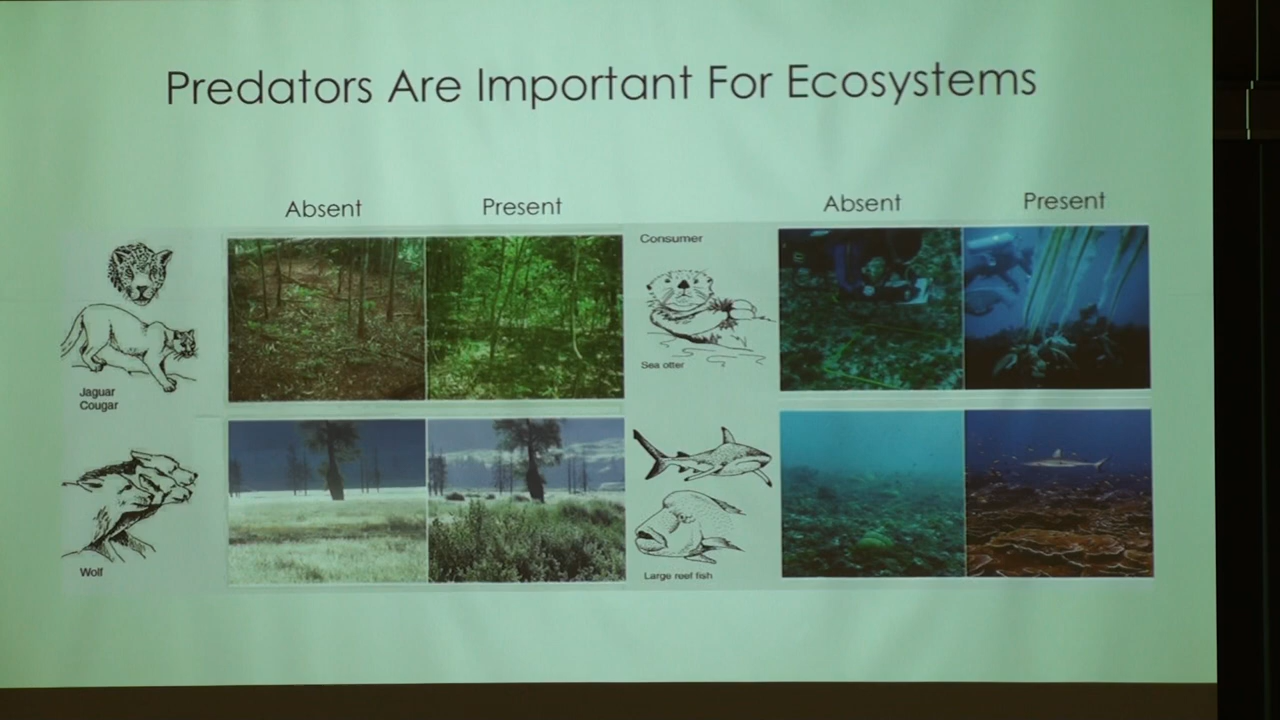 Predators Are Important For Ecosystems
Absent
Present
Absent
Present
Jaguar
Cougar
Wolf
Consumer
Sea otter
Large reef fish